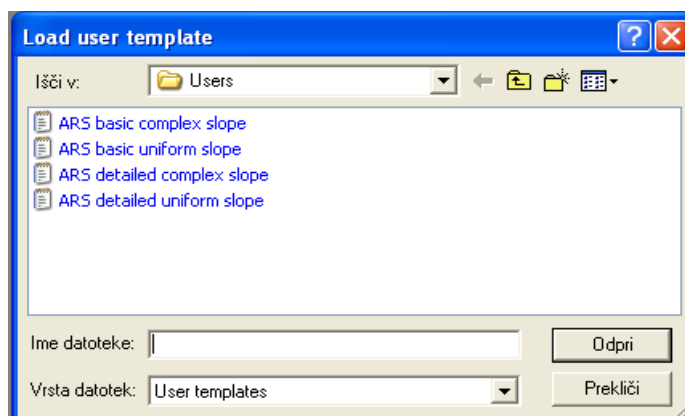 Load user template
Išči v: Users
ARS basic complex slope
ARS basic uniform slope
ARS detailed complex slope
ARS detailed uniform slope
Ime datoteke: Odpri
Vrsta datotek: User templates Prekliči